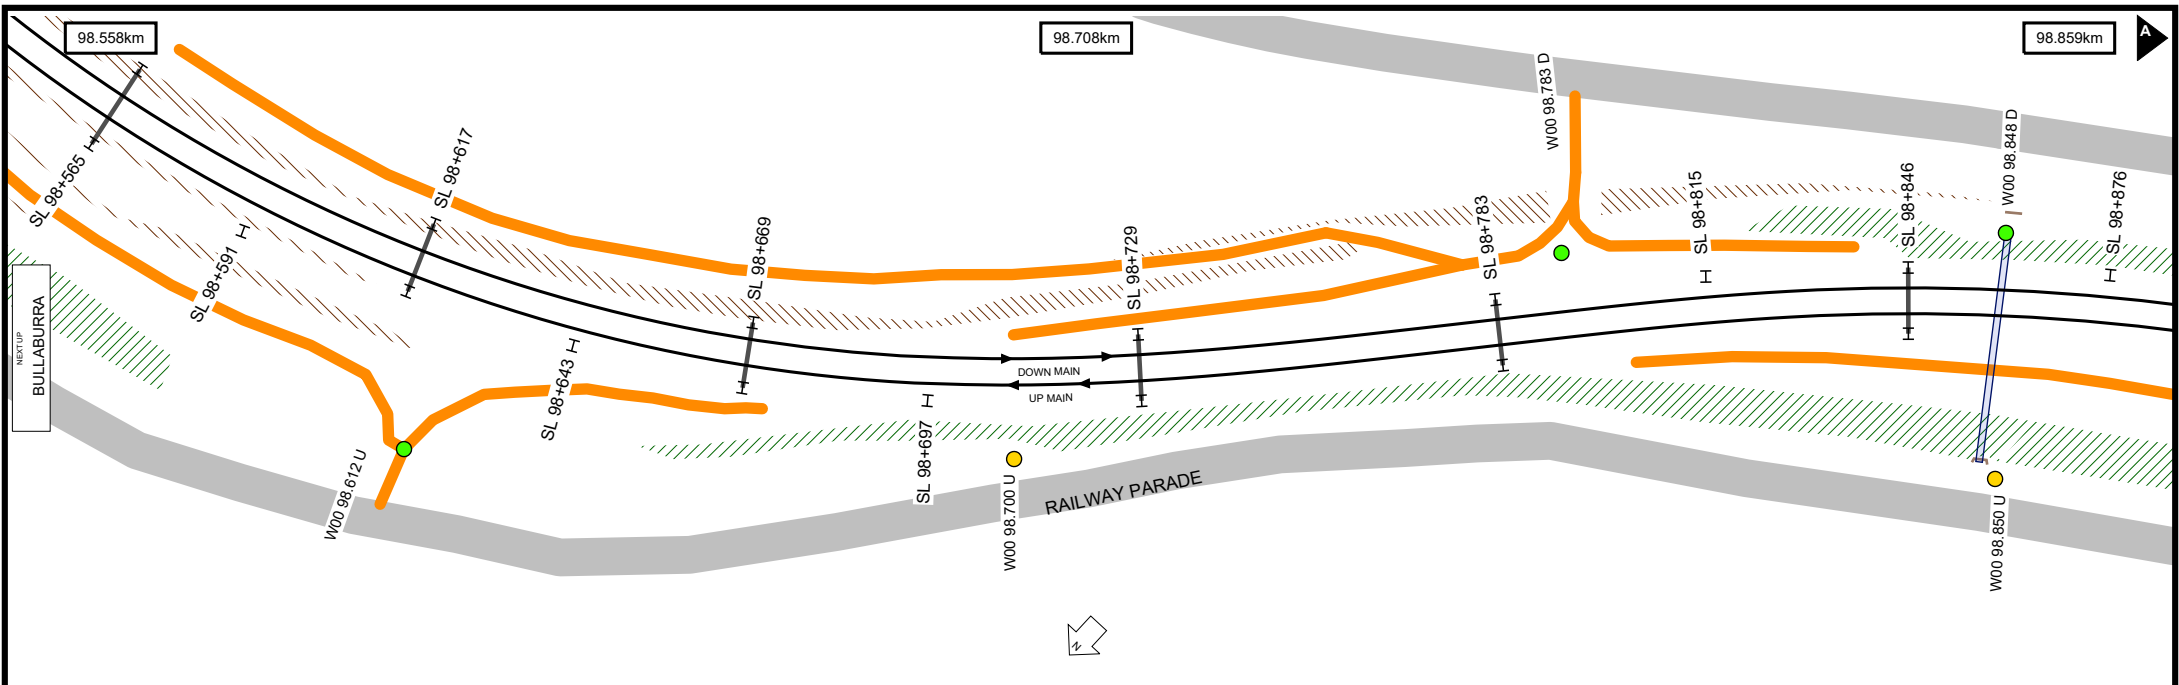 98.558km
98.708km
98.859km
A
W00 98.783 D
W00 98.848 D
SL 98+565
SL 98+617
SL 98+591
SL 98+669
SL 98+729
SL 98+783
SL 98+815
SL 98+846
SL 98+876
NEXT UP
BULLABURRA
SL 98+643
DOWN MAIN
UP MAIN
SL 98+697
W00 98.612 U
W00 98.700 U
RAILWAY PARADE
W00 98.850 U
N